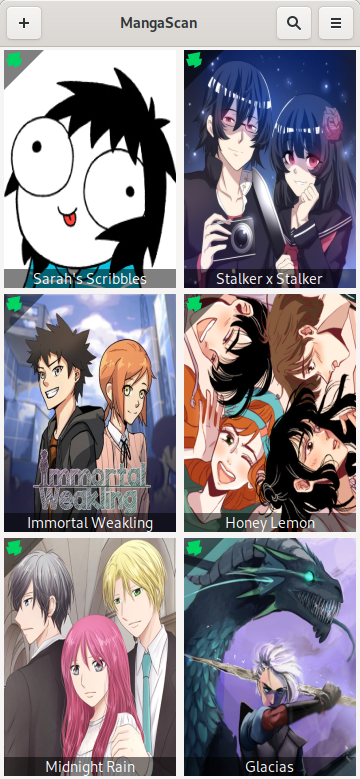 MangaScan
Sarah's Scribbles
Stalker x Stalker
Immortal Weakling
Immortal Weakling
Honey Lemon
Midnight Rain
Glacias